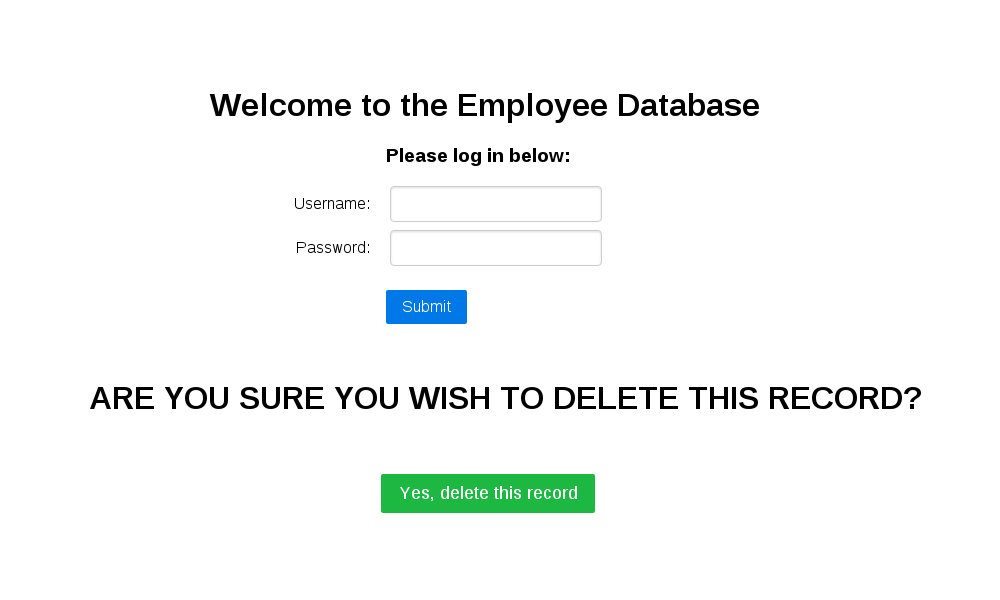 Welcome to the Employee Database
Please log in below:
Username:
Password:
Submit
ARE YOU SURE YOU WISH TO DELETE THIS RECORD?
Yes, delete this record